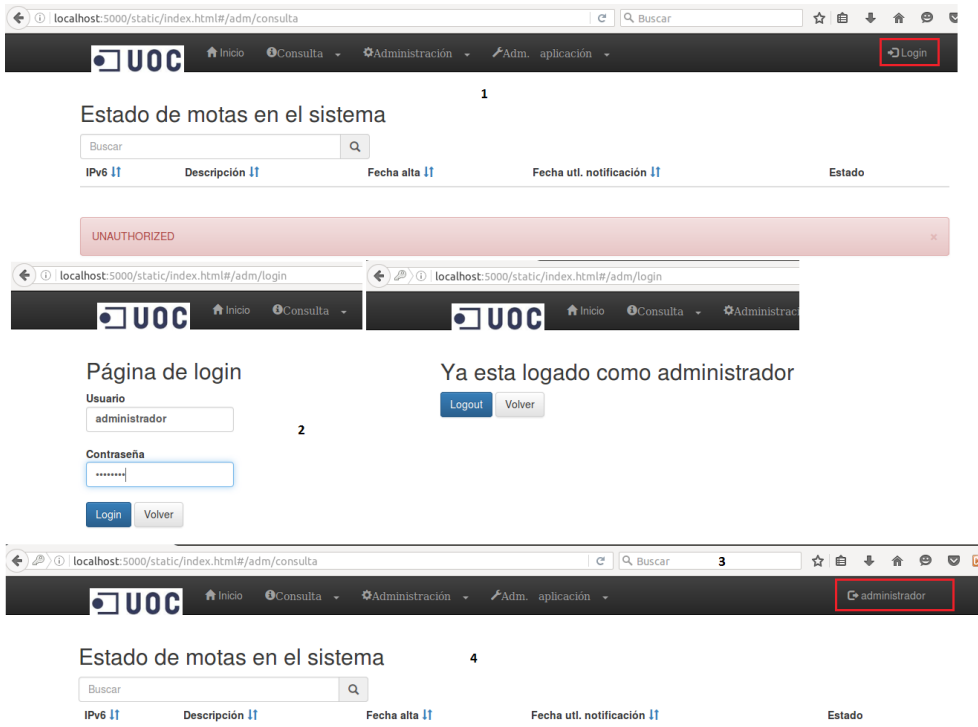 localhost:5000/static/index.html#/adm/consulta Buscar
UOC Inicio Consulta Administración Adm. aplicación Login
1
Estado de motas en el sistema
Buscar
IPv6 Descripción Fecha alta Fecha utl. notificación Estado
UNAUTHORIZED ×
localhost:5000/static/index.html#/adm/login
UOC Inicio Consulta
Página de login
Usuario
administrador
2
Contraseña
Login Volver
localhost:5000/static/index.html#/adm/login
UOC Inicio Consulta Administraci
Ya esta logado como administrador
Logout Volver
localhost:5000/static/index.html#/adm/consulta Buscar 3
UOC Inicio Consulta Administración Adm. aplicación administrador
Estado de motas en el sistema 4
Buscar
IPv6 Descripción Fecha alta Fecha utl. notificación Estado